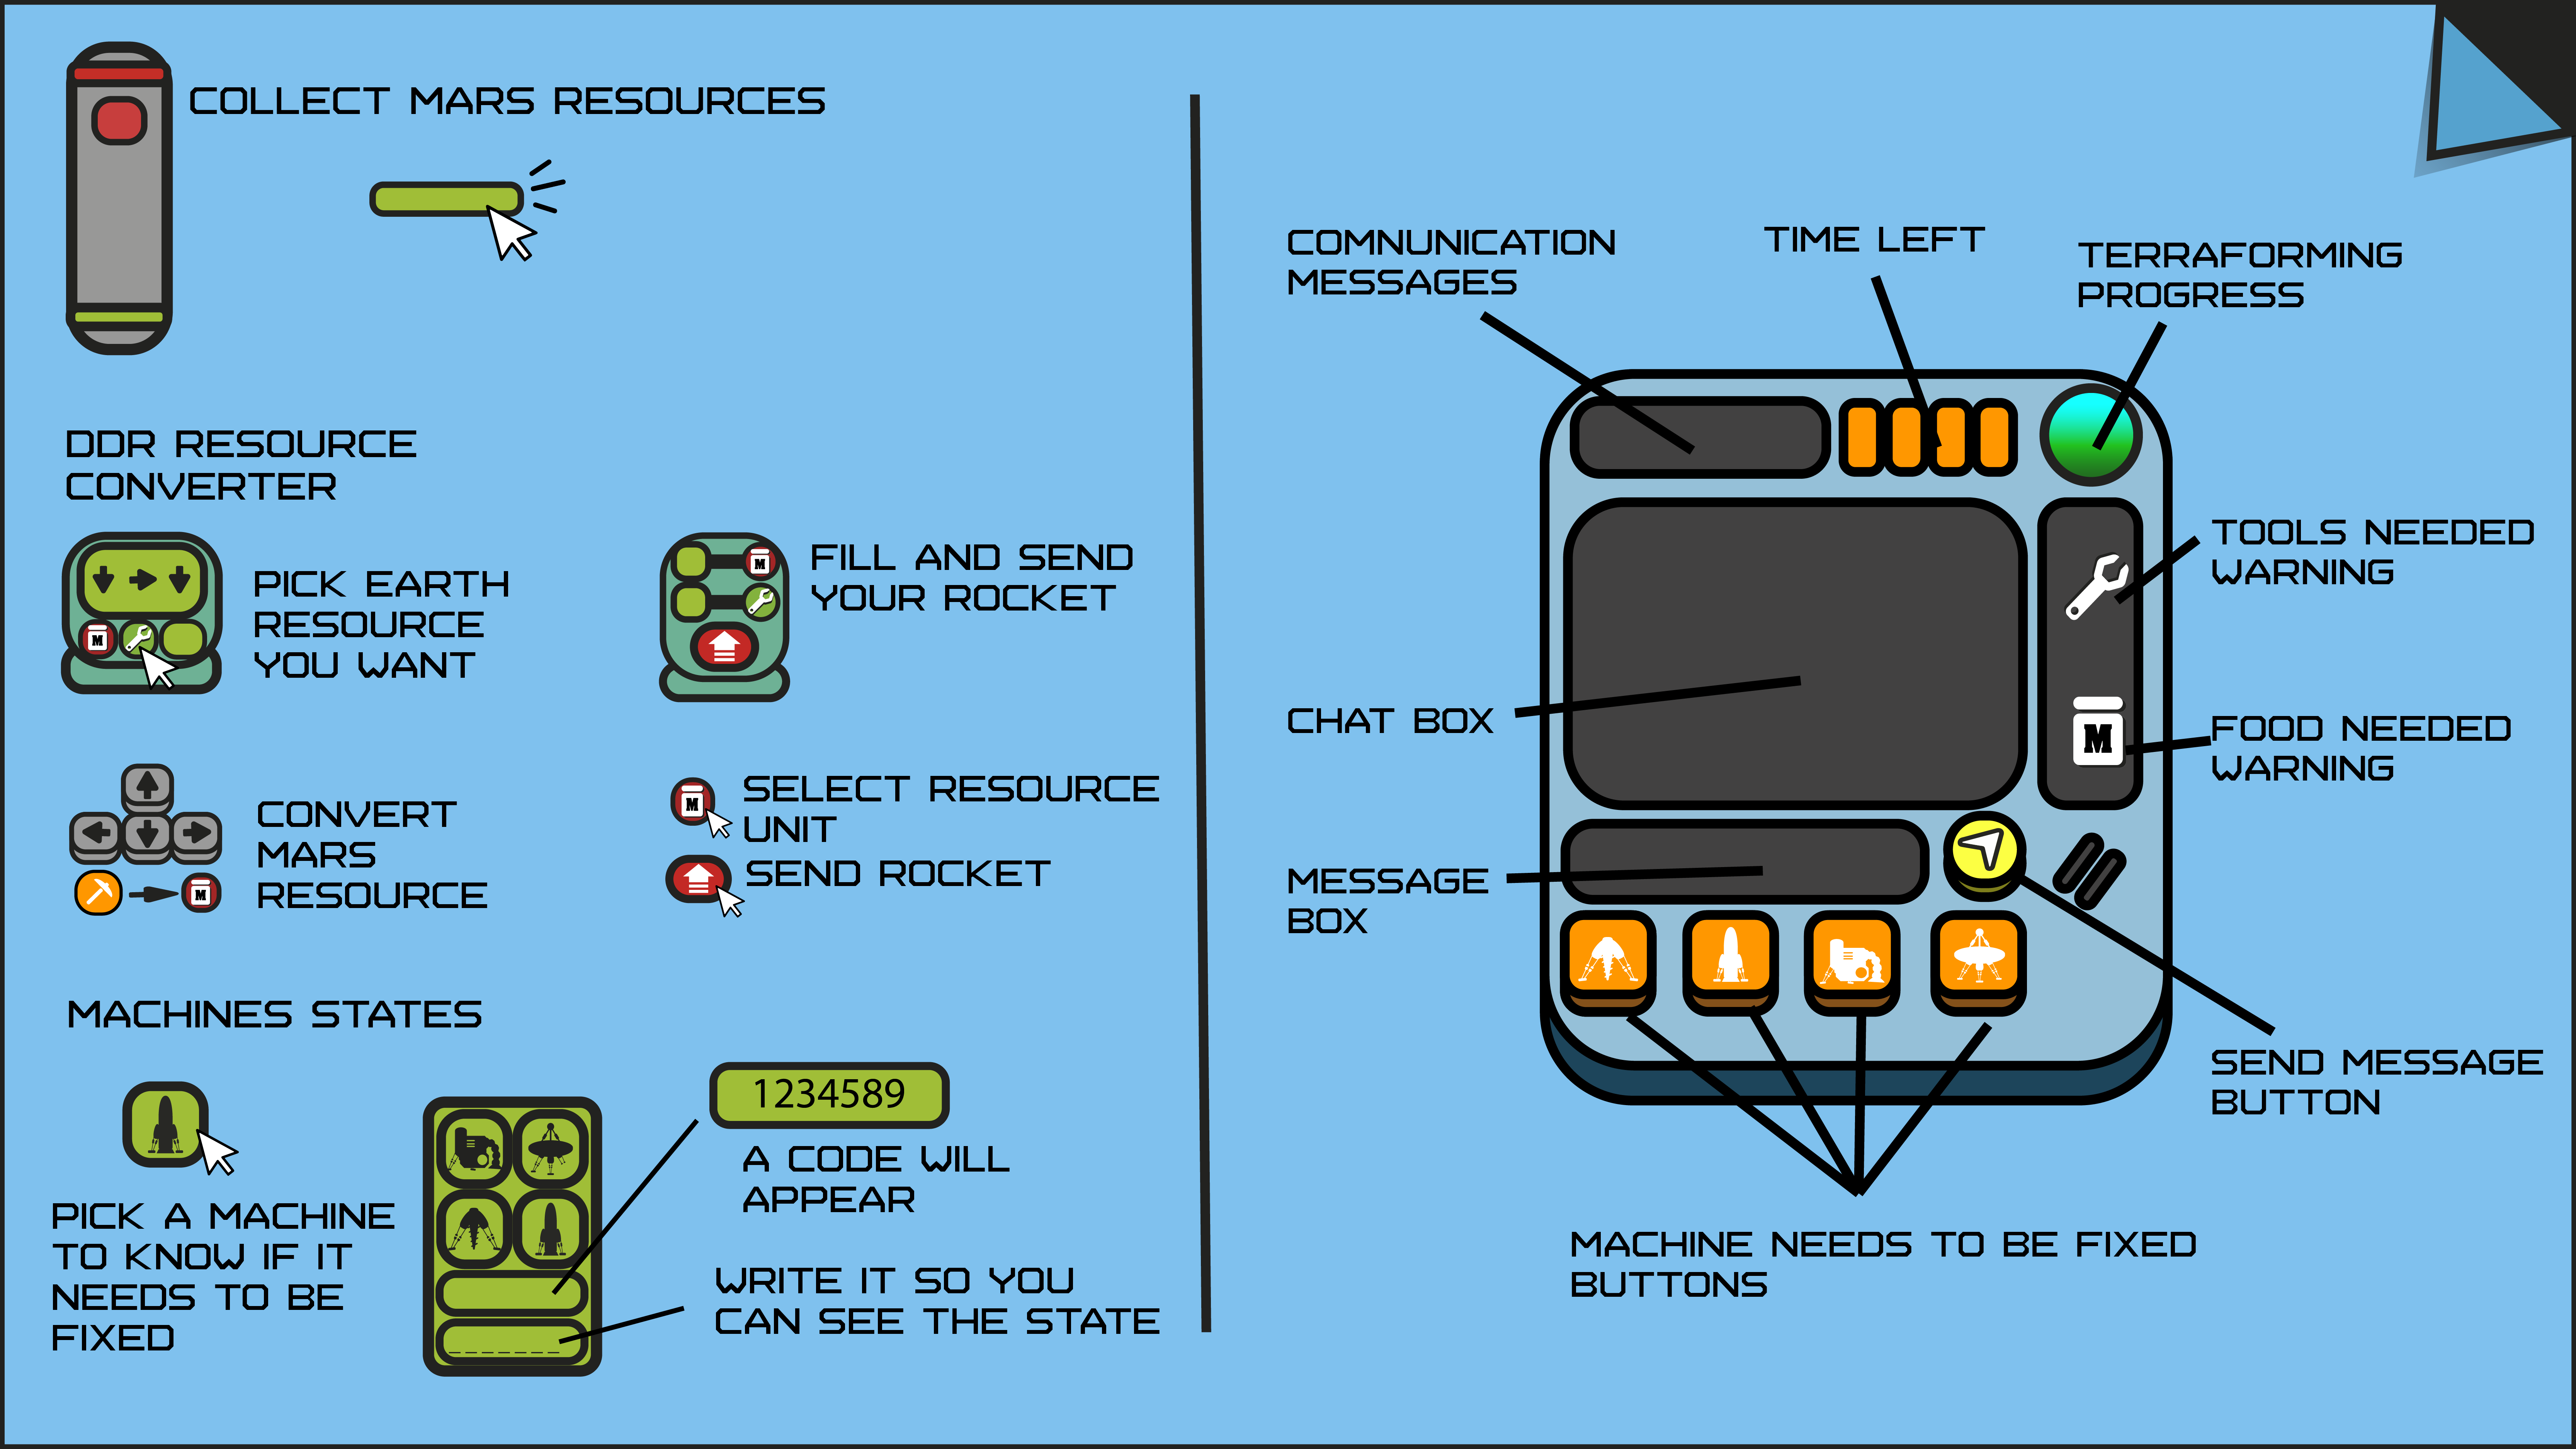 COLLECT MARS RESOURCES
DDR RESOURCE
CONVERTER
M
PICK EARTH
RESOURCE
YOU WANT
M
FILL AND SEND
YOUR ROCKET
CONVERT
MARS
RESOURCE
M
M
SELECT RESOURCE
UNIT
SEND ROCKET
MACHINES STATES
PICK A MACHINE
TO KNOW IF IT
NEEDS TO BE
FIXED
1234589
A CODE WILL
APPEAR
WRITE IT SO YOU
CAN SEE THE STATE
COMNUNICATION
MESSAGES
TIME LEFT
TERRAFORMING
PROGRESS
TOOLS NEEDED
WARNING
M
FOOD NEEDED
WARNING
CHAT BOX
MESSAGE
BOX
SEND MESSAGE
BUTTON
MACHINE NEEDS TO BE FIXED
BUTTONS